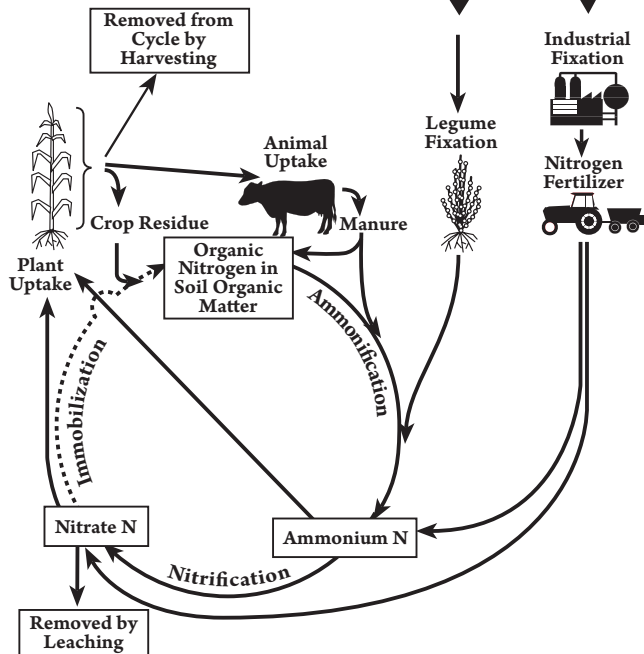 Removed from
Cycle by
Harvesting
Industrial
Fixation
Legume
Fixation
Animal
Uptake
Nitrogen
Fertilizer
Crop Residue
Manure
Plant
Uptake
Organic
Nitrogen in
Soil Organic
Matter
Ammonification
Immobilization
Nitrate N
Ammonium N
Nitrification
Removed by
Leaching